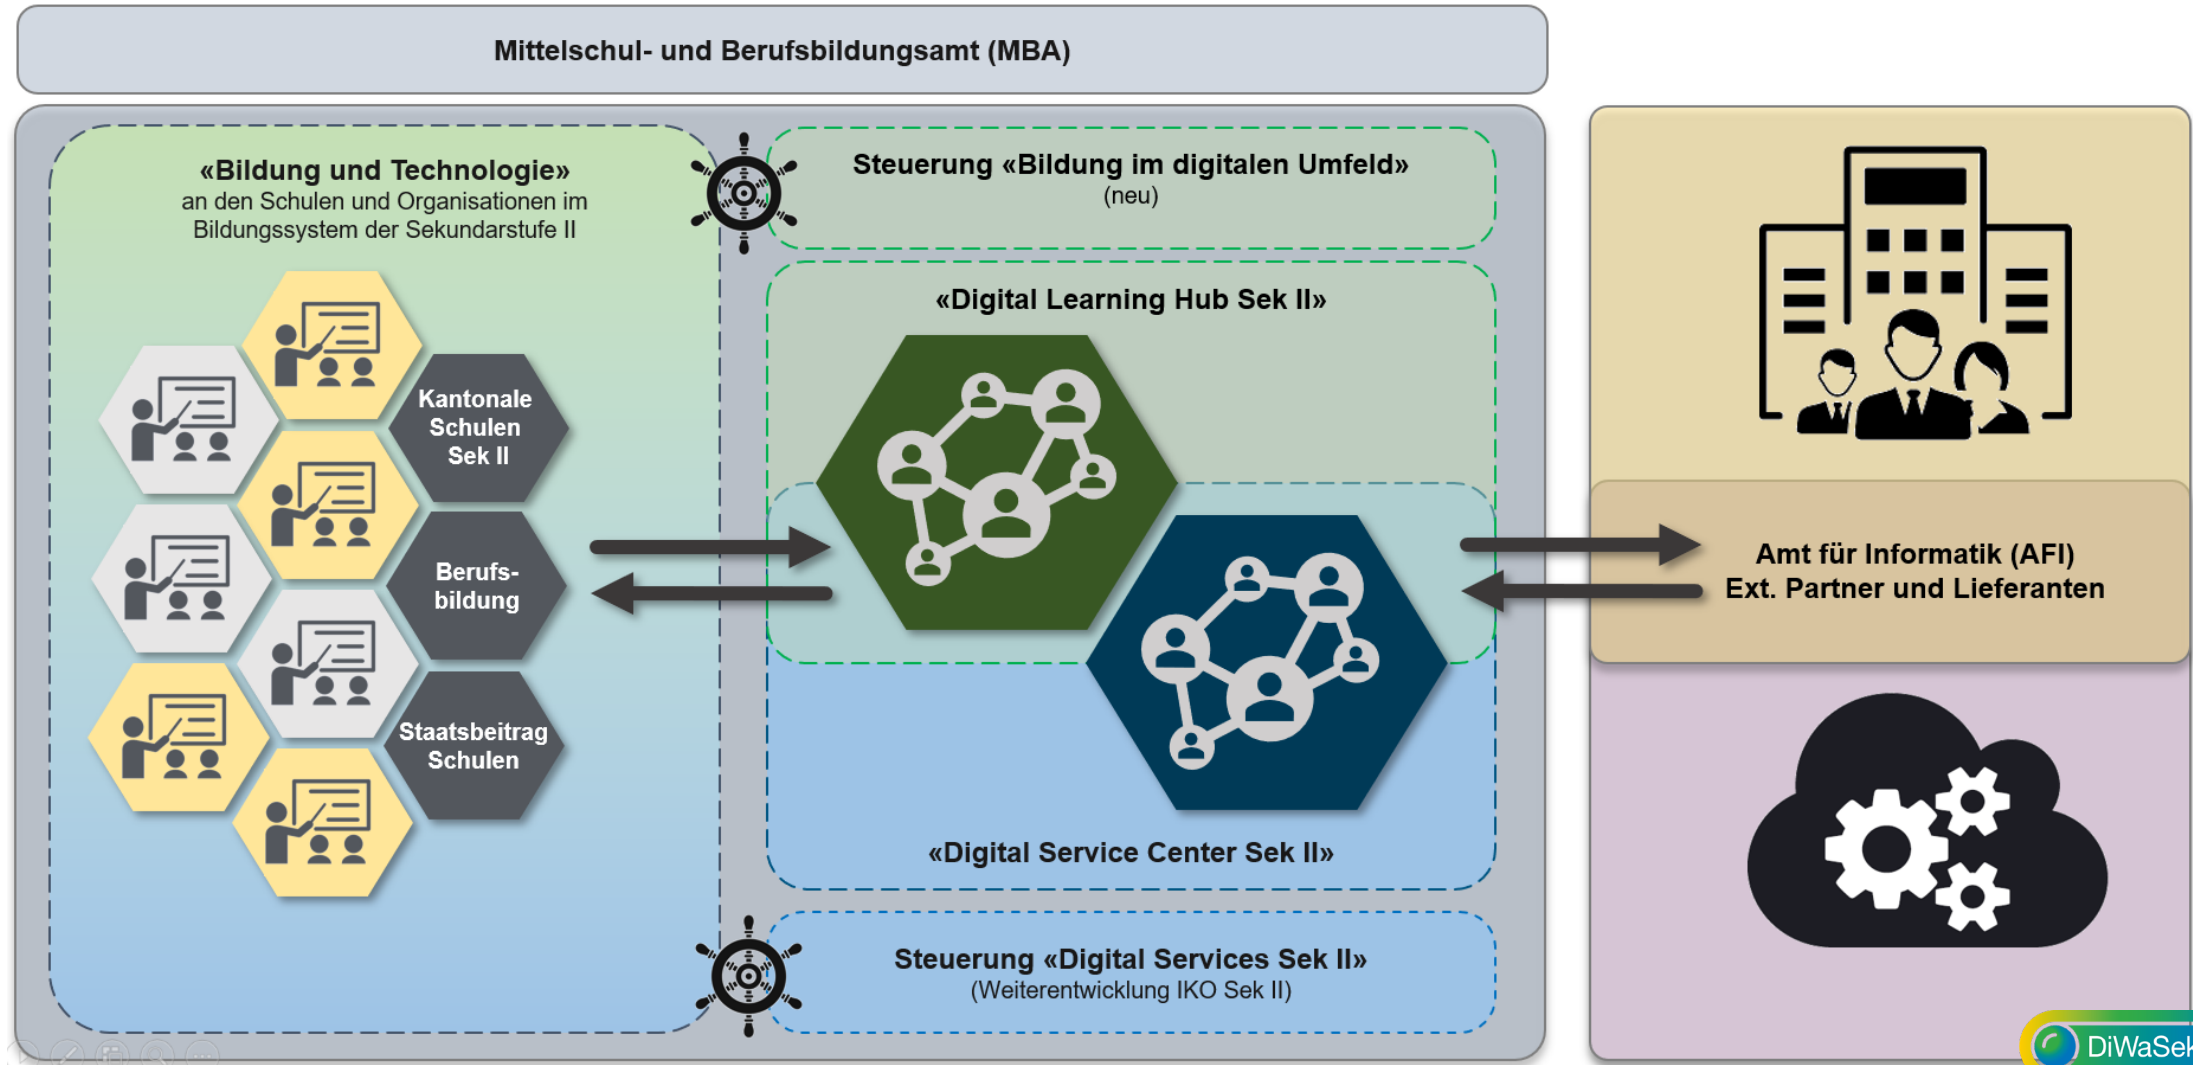 Mittelschul- und Berufsbildungsamt (MBA)
«Bildung und Technologie»
an den Schulen und Organisationen im
Bildungssystem der Sekundarstufe II
Kantonale
Schulen
Sek II
Berufs-
bildung
Staatsbeitrag
Schulen
Steuerung «Bildung im digitalen Umfeld»
(neu)
«Digital Learning Hub Sek II»
«Digital Service Center Sek II»
Steuerung «Digital Services Sek II»
(Weiterentwicklung IKO Sek II)
Amt für Informatik (AFI)
Ext. Partner und Lieferanten
DiWaSek